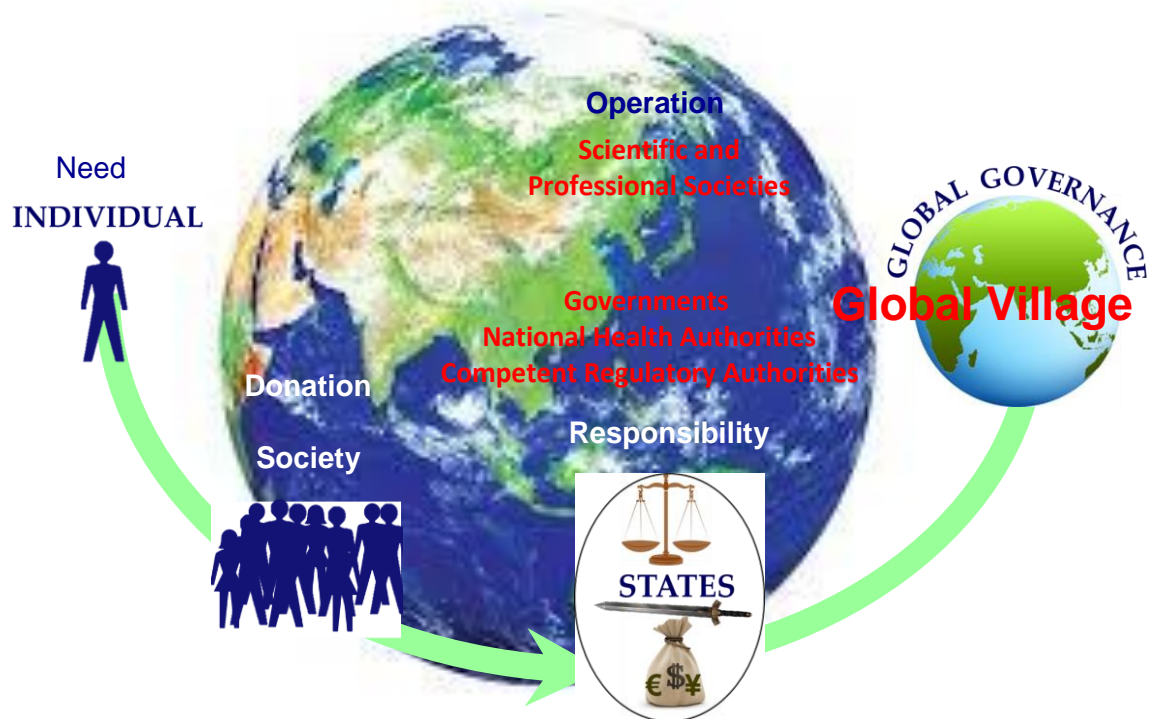 Operation
Scientific and
Professional Societies
Need
INDIVIDUAL
GLOBAL GOVERNANCE
Global Village
Governments
National Health Authorities
Competent Regulatory Authorities
Donation
Responsibility
Society
STATES
€ $ ¥